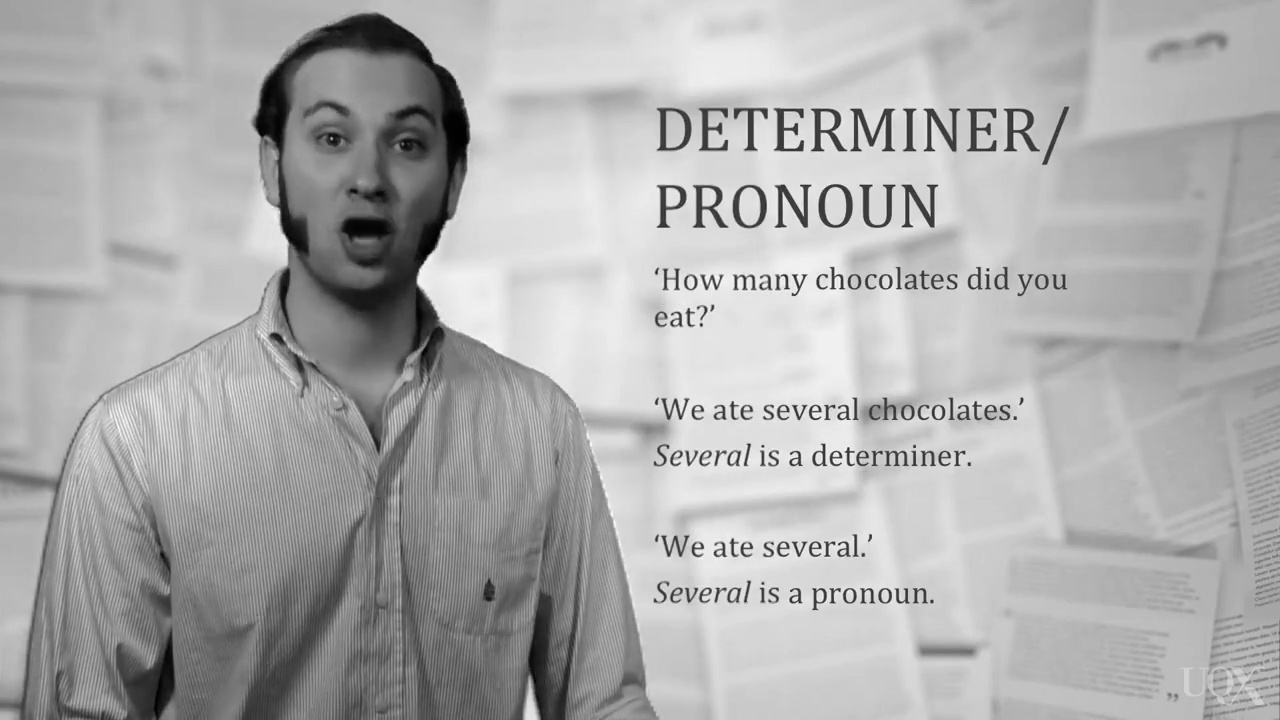 DETERMINER/
PRONOUN
‘How many chocolates did you
eat?’
‘We ate several chocolates.’
Several is a determiner.
‘We ate several.’
Several is a pronoun.
UQX